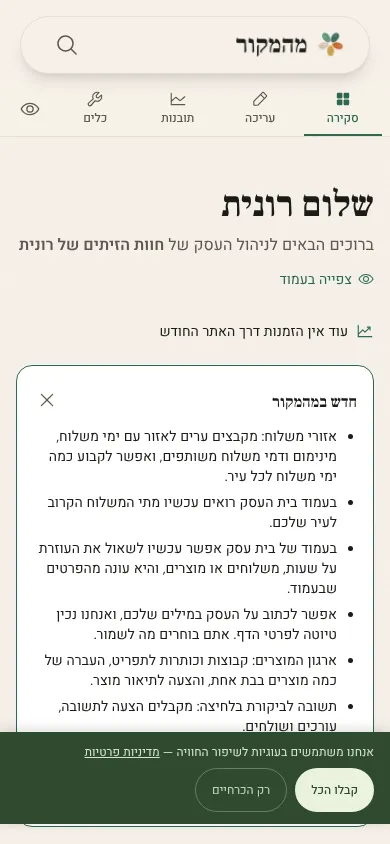 מהמקור
סקירה
עריכה
תובנות
כלים
שלום רונית
ברוכים הבאים לניהול העסק של חוות הזיתים של רונית
צפייה בעמוד
עוד אין הזמנות דרך האתר החודש
חדש במהמקור
• אזורי משלוח: מקבצים ערים לאזור עם ימי משלוח,
מינימום ודמי משלוח משותפים, ואפשר לקבוע כמה
ימי משלוח לכל עיר.
• בעמוד בית העסק רואים עכשיו מתי המשלוח הקרוב
לעיר שלכם.
• בעמוד של בית עסק אפשר עכשיו לשאול את העוזרת
על שעות, משלוחים או מוצרים, והיא עונה מהפרטים
שבעמוד.
• אפשר לכתוב על העסק במילים שלכם, ואנחנו נכין
טיוטה לפרטי הדף. אתם בוחרים מה לשמור.
• ארגון המוצרים: קבוצות וכותרות לתפריט, העברה של
כמה מוצרים בבת אחת, והצעה לתיאור מוצר.
• תשובה לביקורת בלחיצה: מקבלים הצעה לתשובה,
עורכים ושולחים.
אנחנו משתמשים בעוגיות לשיפור החוויה — מדיניות פרטיות
קבלו הכל
רק הכרחיים